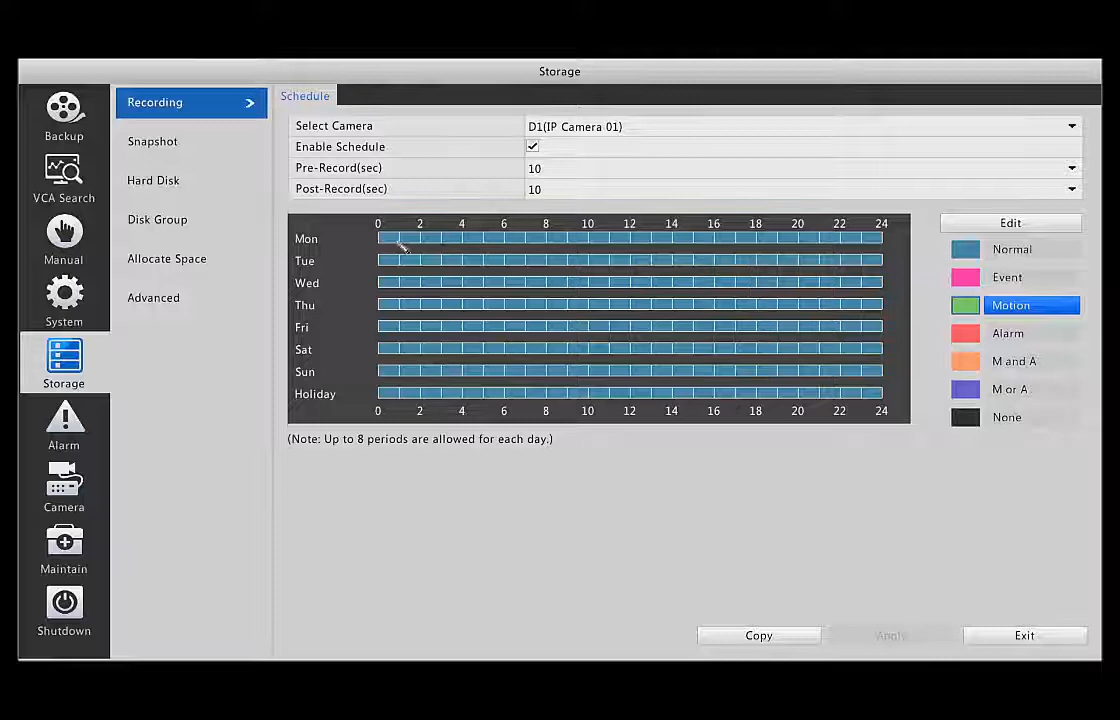 Storage
Backup
VCA Search
Manual
System
Storage
Alarm
Camera
Maintain
Shutdown
Recording >
Snapshot
Hard Disk
Disk Group
Allocate Space
Advanced
Schedule
Select Camera D1(IP Camera 01)
Enable Schedule
Pre-Record(sec) 10
Post-Record(sec) 10
0 2 4 6 8 10 12 14 16 18 20 22 24
Mon
Tue
Wed
Thu
Fri
Sat
Sun
Holiday
0 2 4 6 8 10 12 14 16 18 20 22 24
(Note: Up to 8 periods are allowed for each day.)
Edit
Normal
Event
Motion
Alarm
M and A
M or A
None
Copy Apply Exit